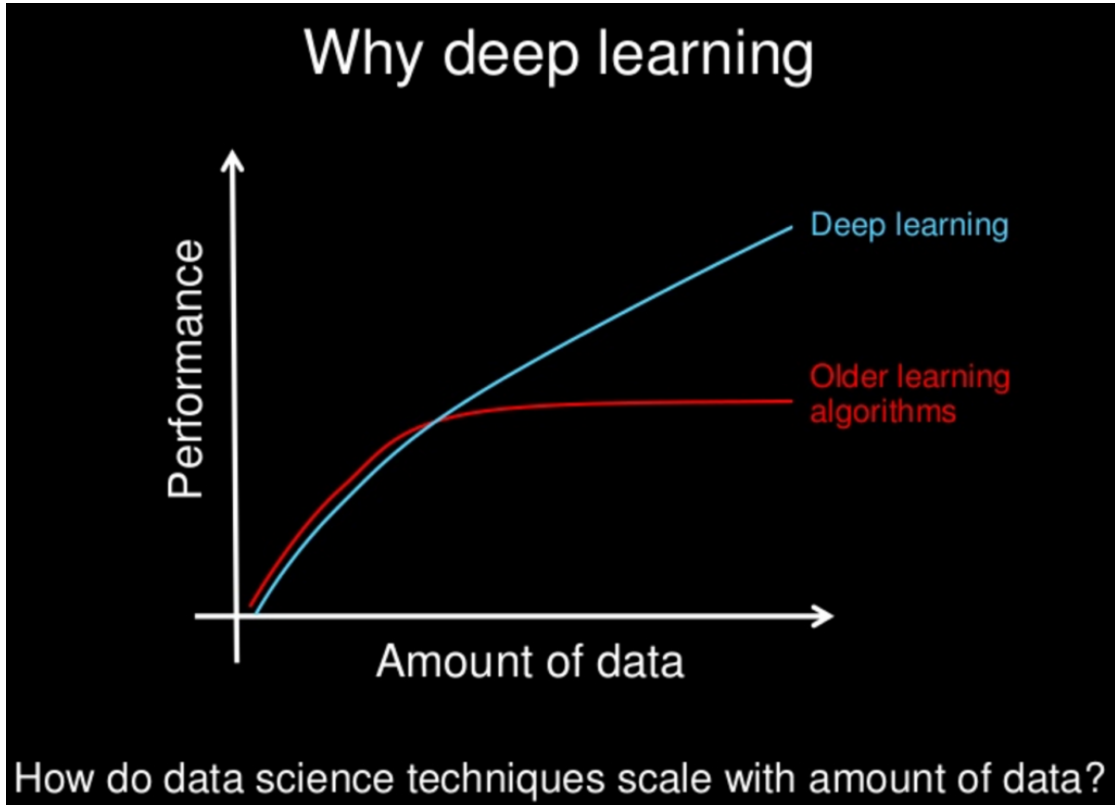 Why deep learning
Performance
Deep learning
Older learning
algorithms
Amount of data
How do data science techniques scale with amount of data?